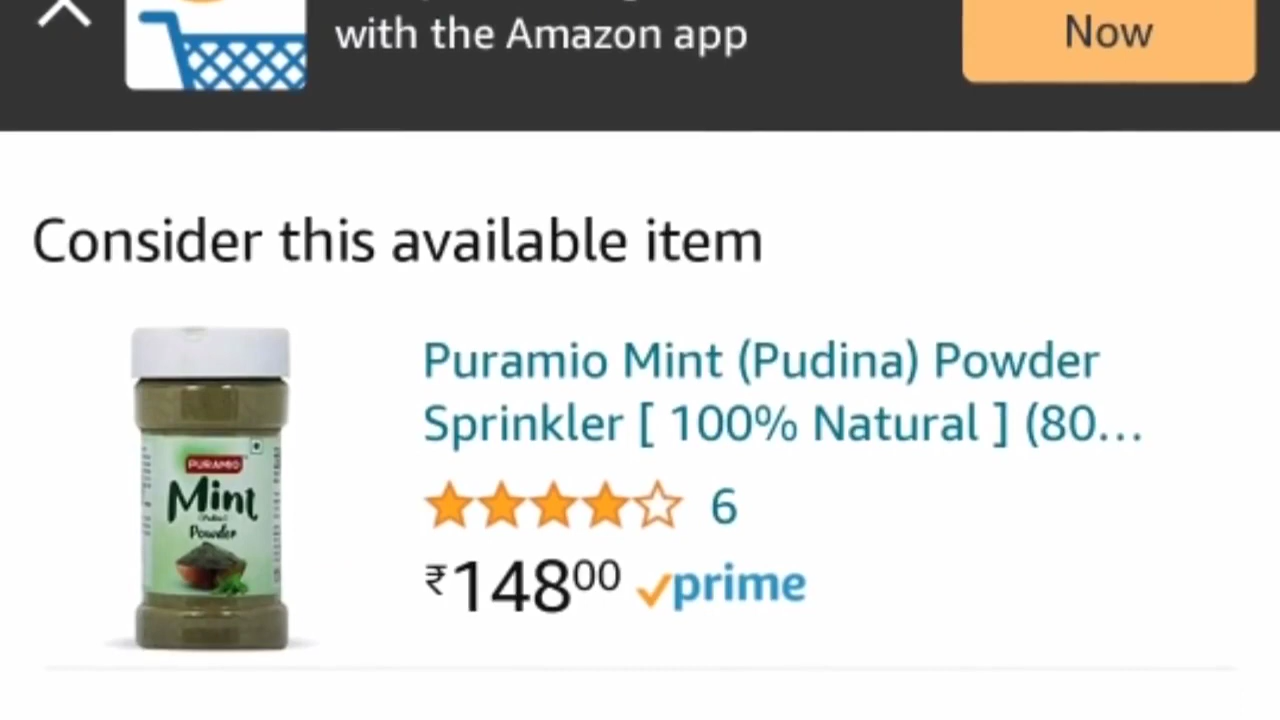 with the Amazon app
Now
Consider this available item
Puramio Mint (Pudina) Powder
Sprinkler [ 100% Natural ] (80...
6
₹14800 prime
PURAMIO
Mint
(Pudina)
Powder